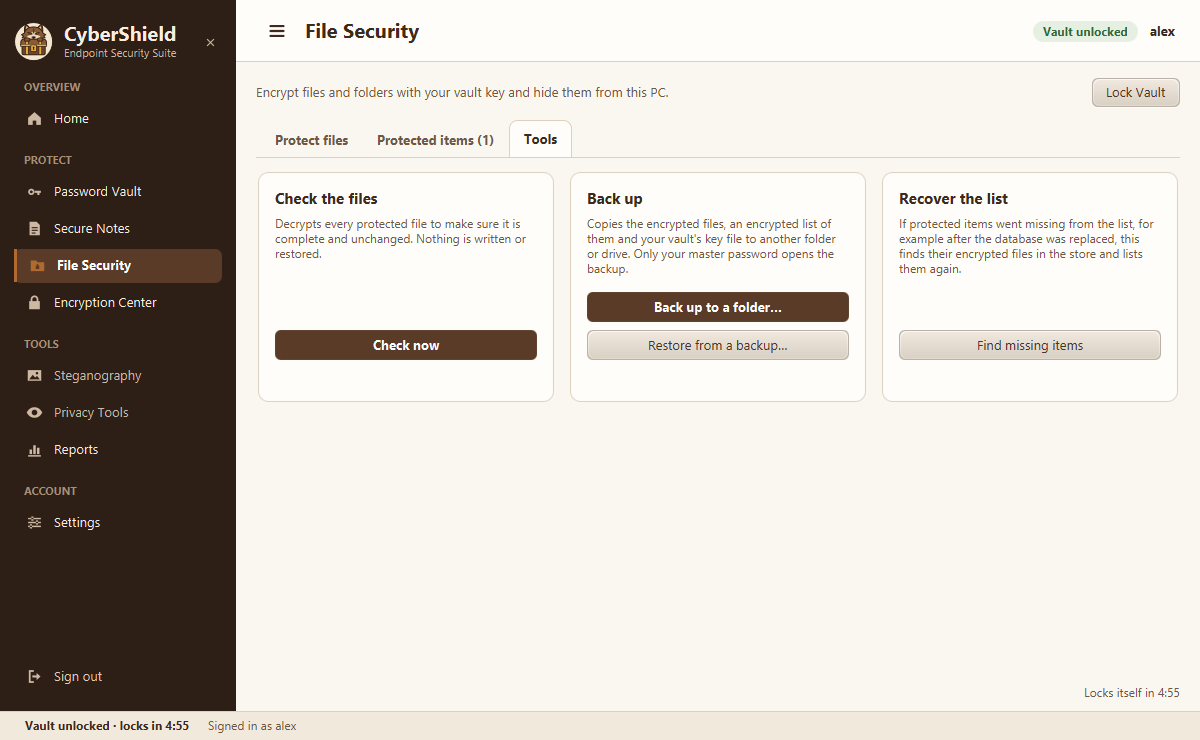 CyberShield
Endpoint Security Suite
×
OVERVIEW
Home
PROTECT
Password Vault
Secure Notes
File Security
Encryption Center
TOOLS
Steganography
Privacy Tools
Reports
ACCOUNT
Settings
Sign out
File Security
Vault unlocked
alex
Encrypt files and folders with your vault key and hide them from this PC.
Lock Vault
Protect files
Protected items (1)
Tools
Check the files
Decrypts every protected file to make sure it is
complete and unchanged. Nothing is written or
restored.
Check now
Back up
Copies the encrypted files, an encrypted list of
them and your vault's key file to another folder
or drive. Only your master password opens the
backup.
Back up to a folder...
Restore from a backup...
Recover the list
If protected items went missing from the list, for
example after the database was replaced, this
finds their encrypted files in the store and lists
them again.
Find missing items
Locks itself in 4:55
Vault unlocked · locks in 4:55
Signed in as alex